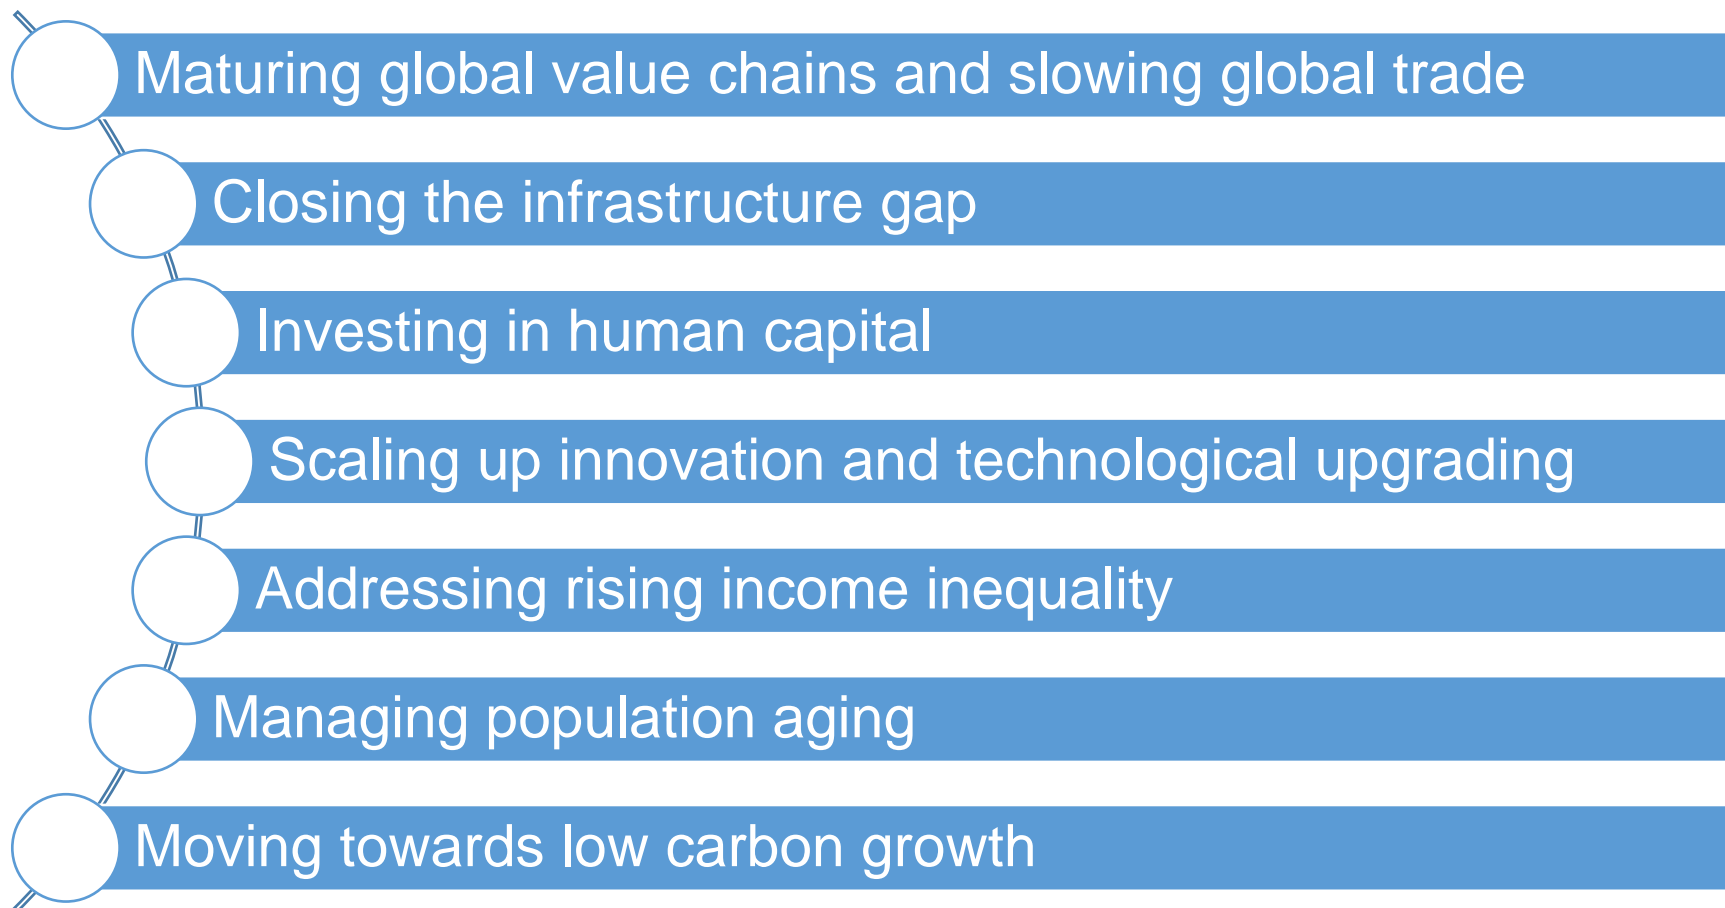 Maturing global value chains and slowing global trade
Closing the infrastructure gap
Investing in human capital
Scaling up innovation and technological upgrading
Addressing rising income inequality
Managing population aging
Moving towards low carbon growth